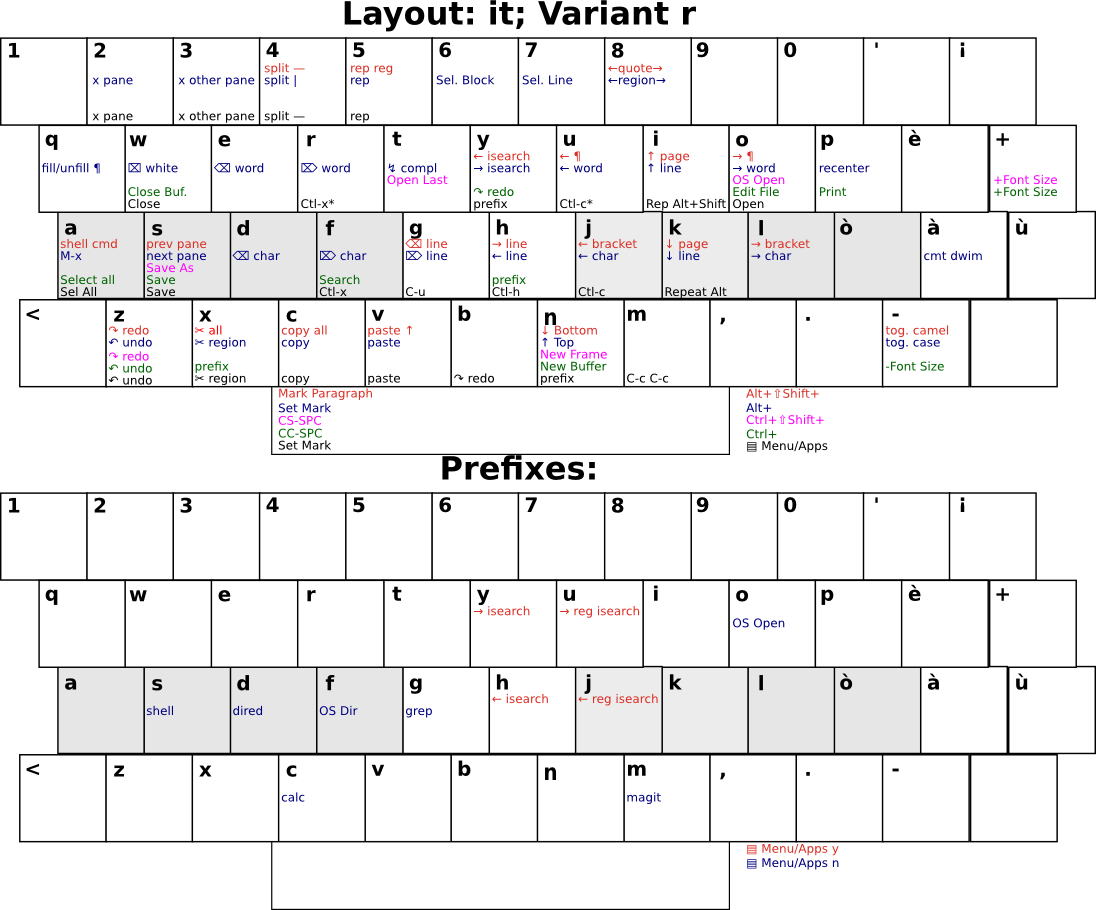 Layout: it; Variant r
1 2 3 4 5 6 7 8 9 0 ' i
split — rep reg ←quote→
x pane x other pane split | rep Sel. Block Sel. Line ←region→
x pane x other pane split — rep
q w e r t y u i o p è +
← isearch ← ¶ ↑ page → ¶
fill/unfill ¶ ⌧ white ⌫ word ⌦ word ↯ compl → isearch ← word ↑ line → word recenter
Open Last OS Open +Font Size
Close Buf. ↷ redo Edit File Print +Font Size
Close Ctl-x* prefix Ctl-c* Rep Alt+Shift Open
a s d f g h j k l ò à ù
shell cmd prev pane ⌫ line → line ← bracket ↓ page → bracket
M-x next pane ⌫ char ⌦ char ⌦ line ← line ← char ↓ line → char cmt dwim
Save As
Select all Save Search prefix
Sel All Save Ctl-x C-u Ctl-h Ctl-c Repeat Alt
< z x c v b n m , . -
↷ redo ✂ all copy all paste ↑ ↓ Bottom tog. camel
↶ undo ✂ region copy paste ↑ Top tog. case
↷ redo New Frame
↶ undo prefix New Buffer -Font Size
↶ undo ✂ region copy paste ↷ redo prefix C-c C-c
Mark Paragraph Alt+⇧Shift+
Set Mark Alt+
CS-SPC Ctrl+⇧Shift+
CC-SPC Ctrl+
Set Mark ▤ Menu/Apps
Prefixes:
1 2 3 4 5 6 7 8 9 0 ' i
q w e r t y u i o p è +
→ isearch → reg isearch
OS Open
a s d f g h j k l ò à ù
← isearch ← reg isearch
shell dired OS Dir grep
< z x c v b n m , . -
calc magit
▤ Menu/Apps y
▤ Menu/Apps n